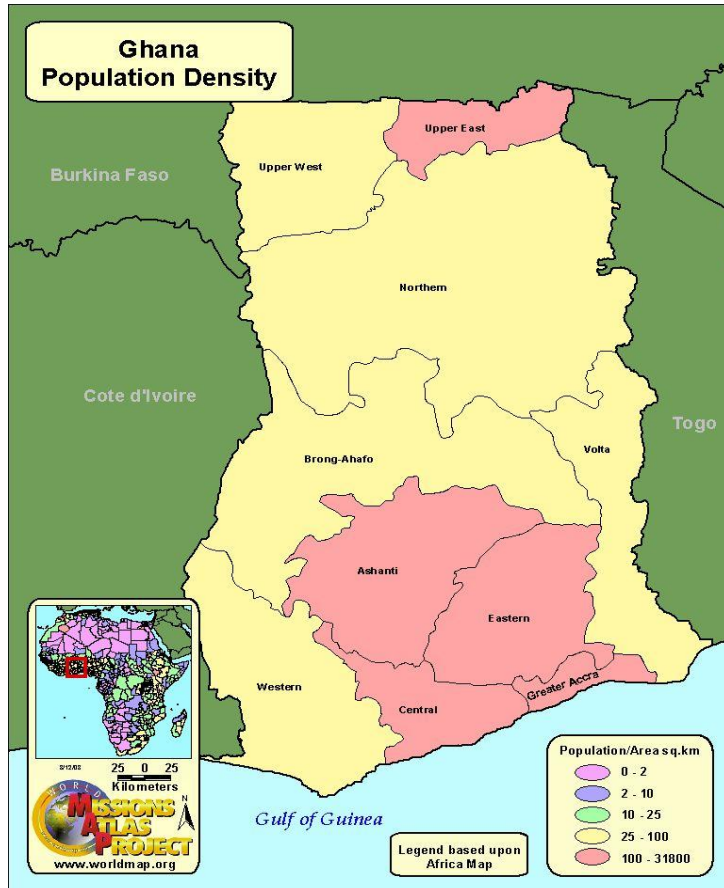 Ghana
Population Density
Upper East
Upper West
Burkina Faso
Northern
Cote d'Ivoire
Togo
Volta
Brong-Ahafo
Ashanti
Eastern
Western
Greater Accra
Central
Gulf of Guinea
25 0 25
Kilometers
WORLD
MISSIONS
ATLAS
PROJECT
www.worldmap.org
Legend based upon
Africa Map
Population/Area sq.km
0 - 2
2 - 10
10 - 25
25 - 100
100 - 31800